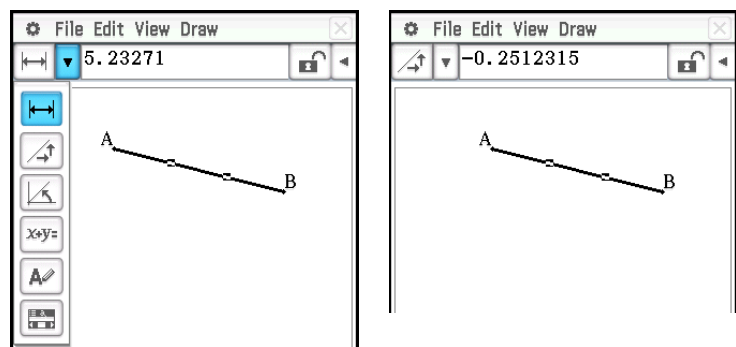 File Edit View Draw
5.23271
x+y=
A
A
B
File Edit View Draw
-0.2512315
A
B